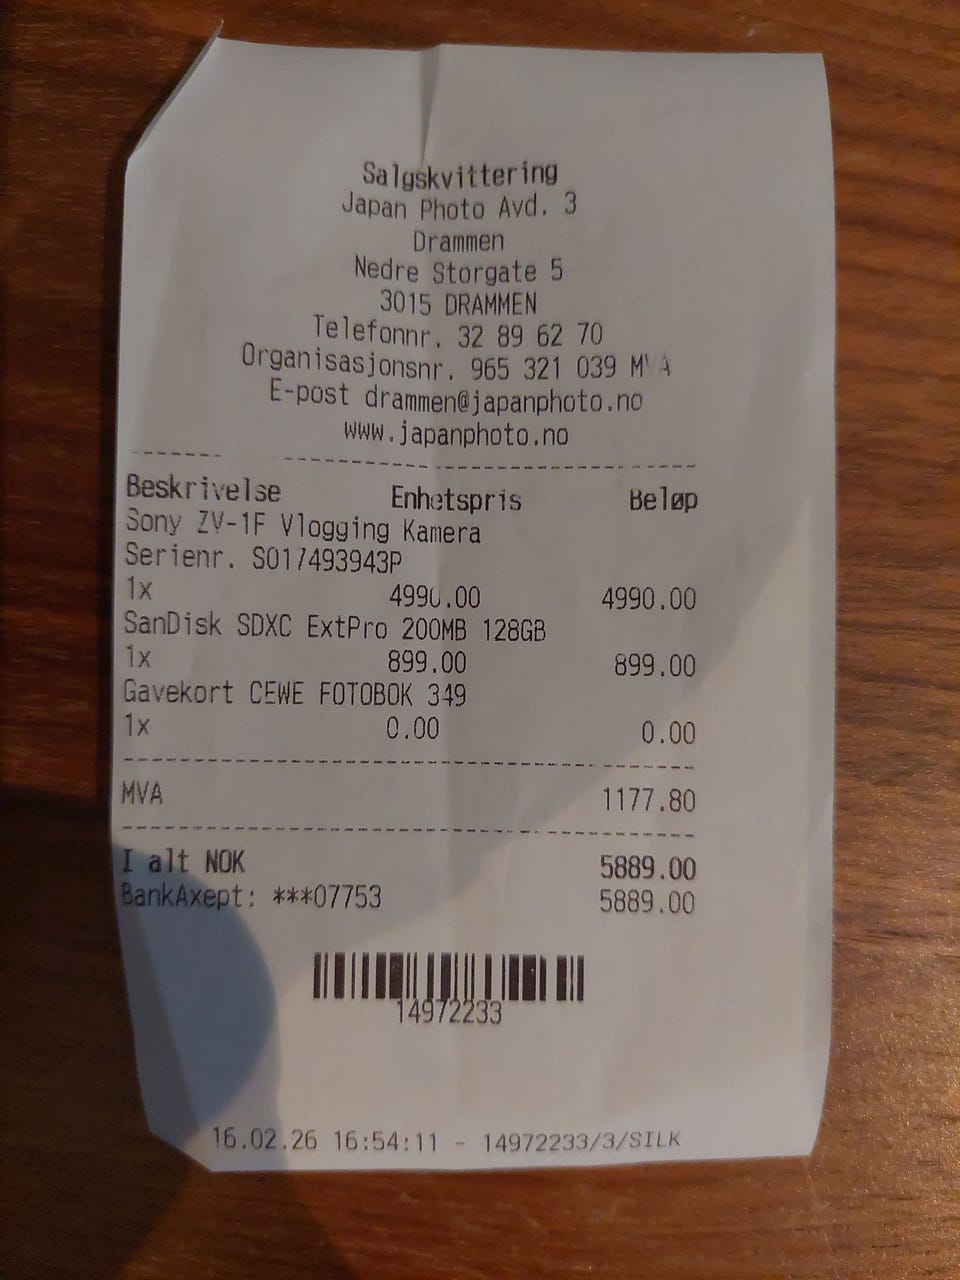 Salgskvittering
Japan Photo Avd. 3
Drammen
Nedre Storgate 5
3015 DRAMMEN
Telefonnr. 32 89 62 70
Organisasjonsnr. 965 321 039 MVA
E-post drammen@japanphoto.no
www.japanphoto.no
Beskrivelse Enhetspris Beløp
Sony ZV-1F Vlogging Kamera
Serienr. S017493943P
1x 4990.00 4990.00
SanDisk SDXC ExtPro 200MB 128GB
1x 899.00 899.00
Gavekort CEWE FOTOBOK 349
1x 0.00 0.00
MVA 1177.80
I alt NOK 5889.00
BankAxept: ***07753 5889.00
14972233
16.02.26 16:54:11 - 14972233/3/SILK